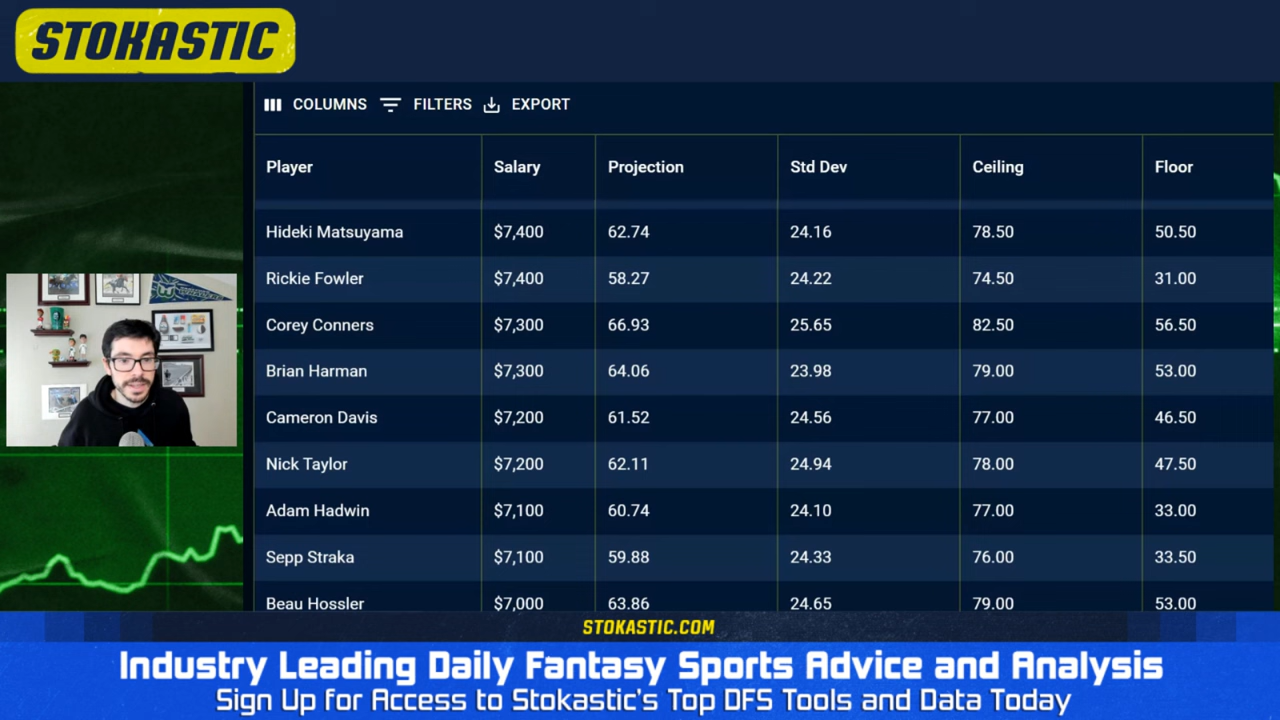 STOKASTIC
COLUMNS FILTERS EXPORT
Player Salary Projection Std Dev Ceiling Floor
Hideki Matsuyama $7,400 62.74 24.16 78.50 50.50
Rickie Fowler $7,400 58.27 24.22 74.50 31.00
Corey Conners $7,300 66.93 25.65 82.50 56.50
Brian Harman $7,300 64.06 23.98 79.00 53.00
Cameron Davis $7,200 61.52 24.56 77.00 46.50
Nick Taylor $7,200 62.11 24.94 78.00 47.50
Adam Hadwin $7,100 60.74 24.10 77.00 33.00
Sepp Straka $7,100 59.88 24.33 76.00 33.50
Beau Hossler $7,000 63.86 24.65 79.00 53.00
STOKASTIC.COM
Industry Leading Daily Fantasy Sports Advice and Analysis
Sign Up for Access to Stokastic's Top DFS Tools and Data Today